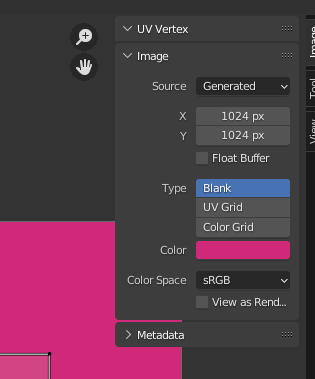 UV Vertex
Image
Source Generated
X 1024 px
Y 1024 px
Float Buffer
Type Blank
UV Grid
Color Grid
Color
Color Space sRGB
View as Rend...
Metadata
Image
Tool
View